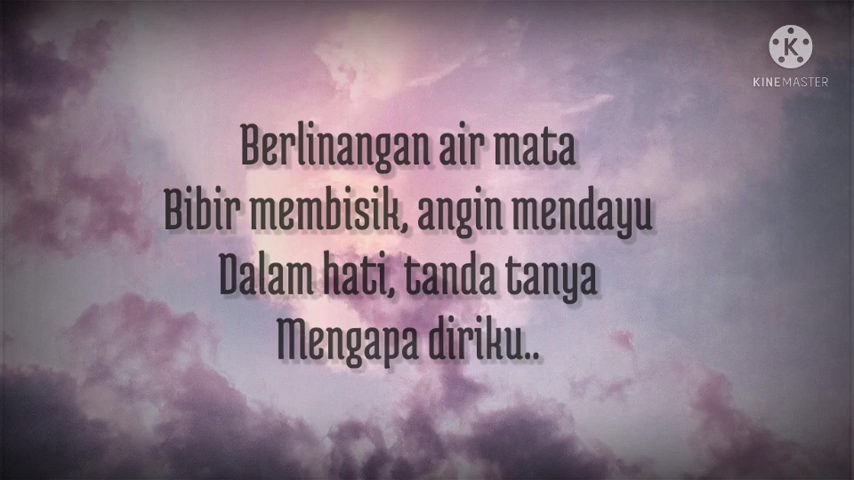 KINEMASTER
Berlinangan air mata
Bibir membisik, angin mendayu
Dalam hati, tanda tanya
Mengapa diriku..